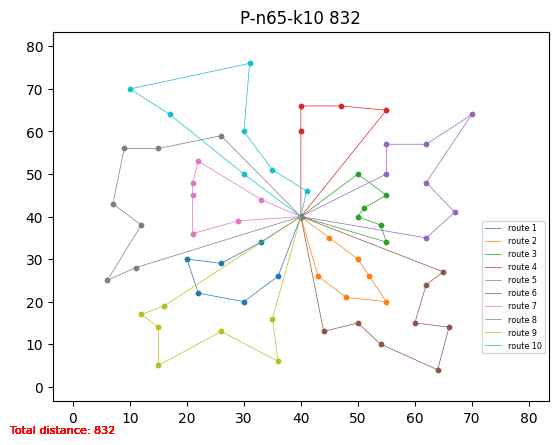 P-n65-k10 832
80
70
60
50
40
30
20
10
0
route 1
route 2
route 3
route 4
route 5
route 6
route 7
route 8
route 9
route 10
0 10 20 30 40 50 60 70 80
Total distance: 832